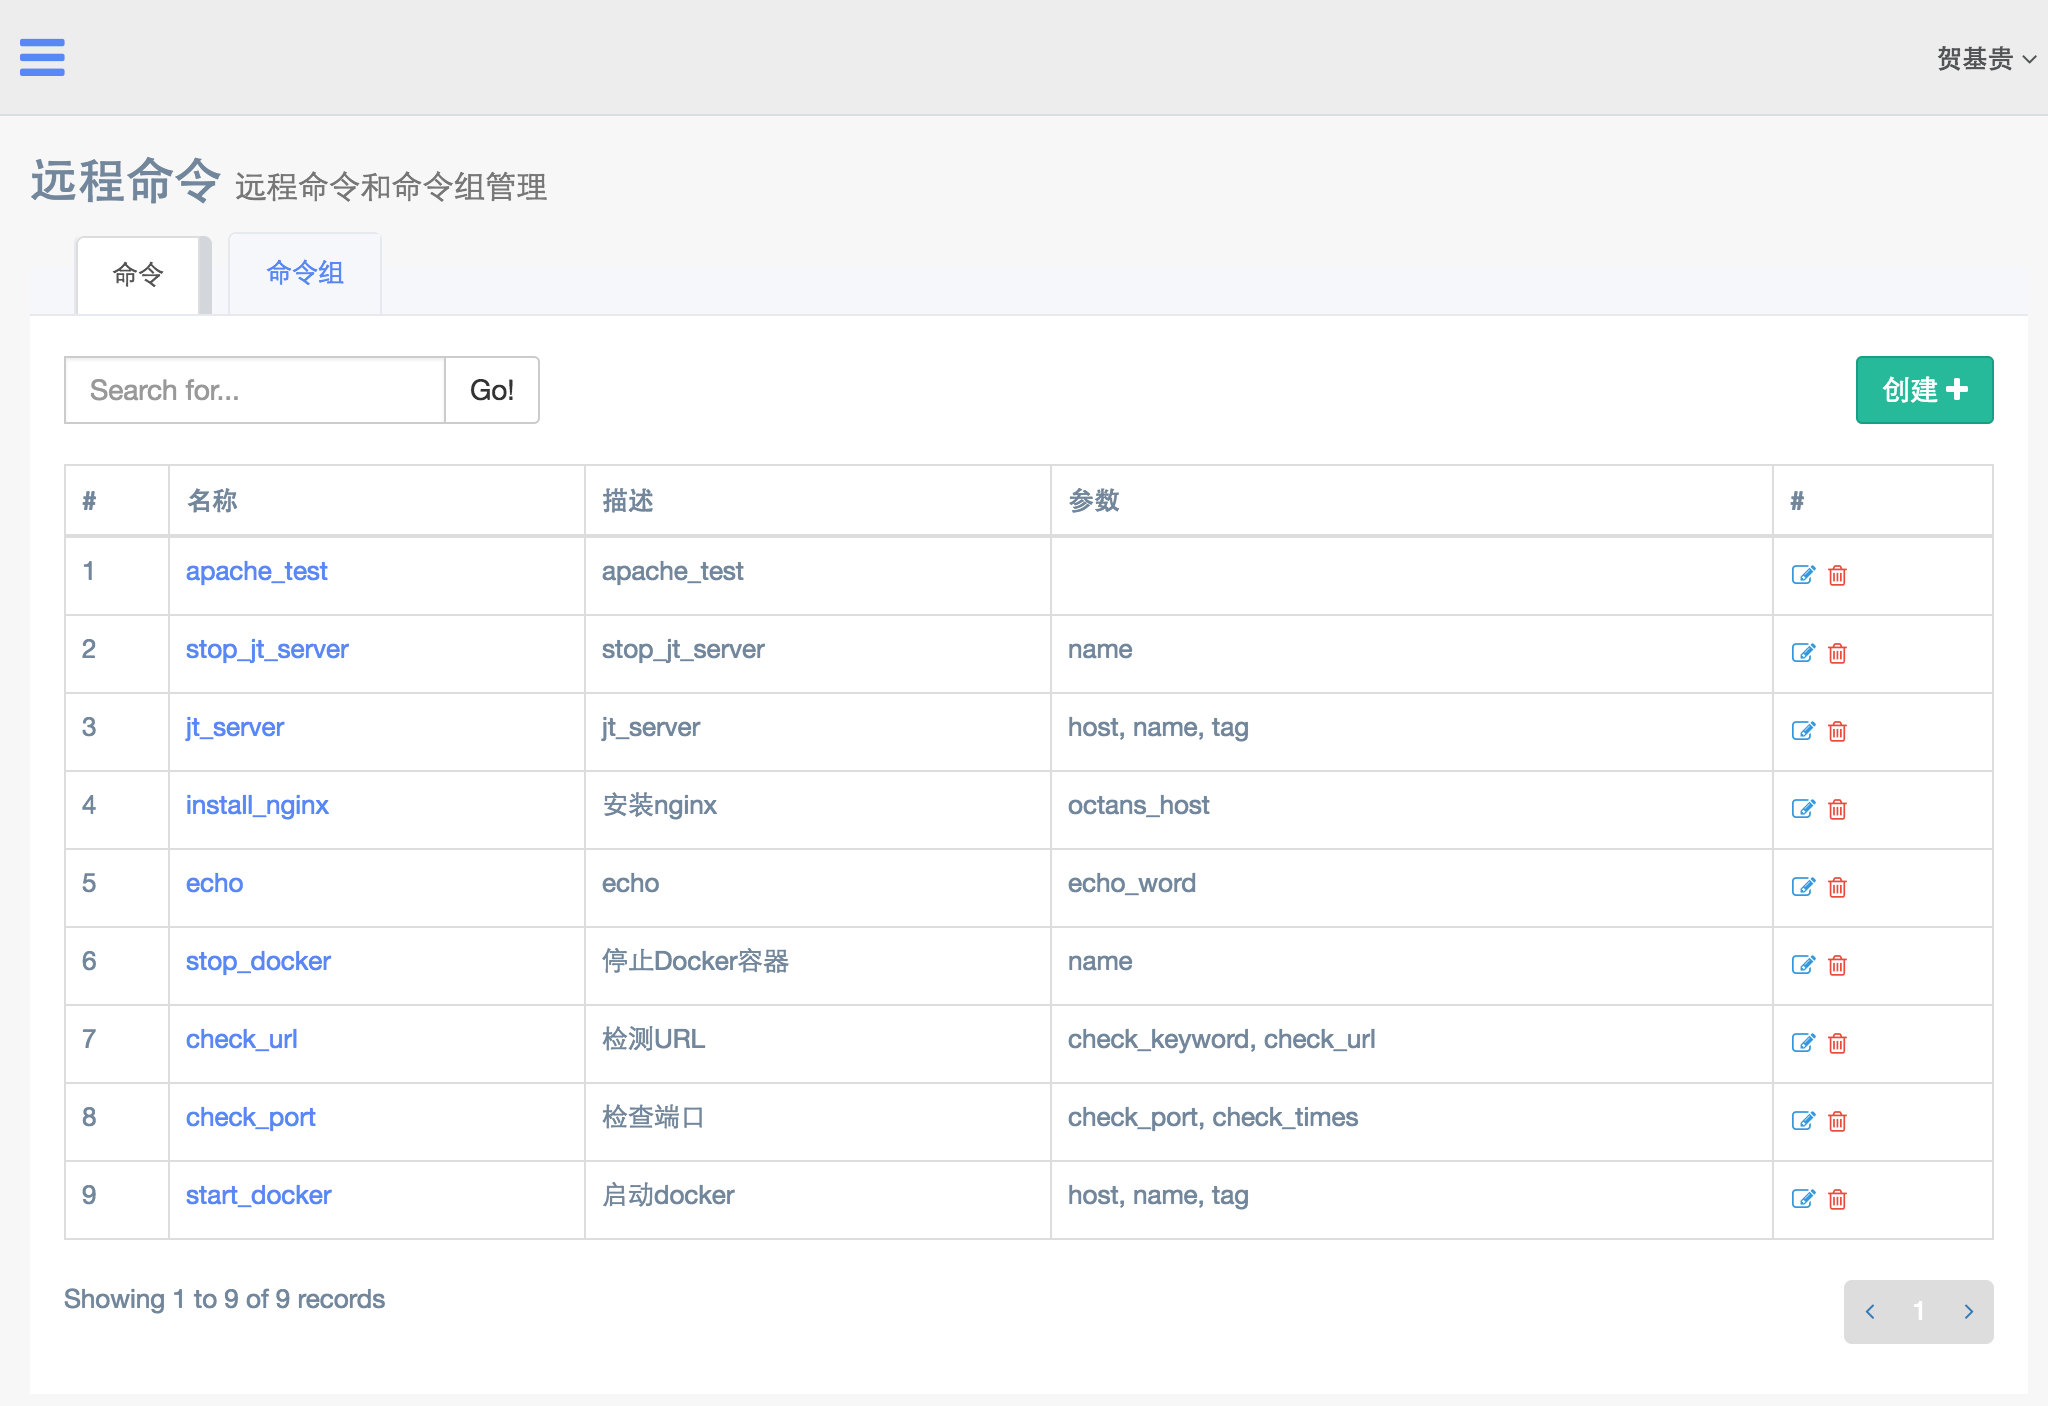 贺基贵
远程命令 远程命令和命令组管理
命令 命令组
Search for... Go! 创建
# 名称 描述 参数 #
1 apache_test apache_test
2 stop_jt_server stop_jt_server name
3 jt_server jt_server host, name, tag
4 install_nginx 安装nginx octans_host
5 echo echo echo_word
6 stop_docker 停止Docker容器 name
7 check_url 检测URL check_keyword, check_url
8 check_port 检查端口 check_port, check_times
9 start_docker 启动docker host, name, tag
Showing 1 to 9 of 9 records 1